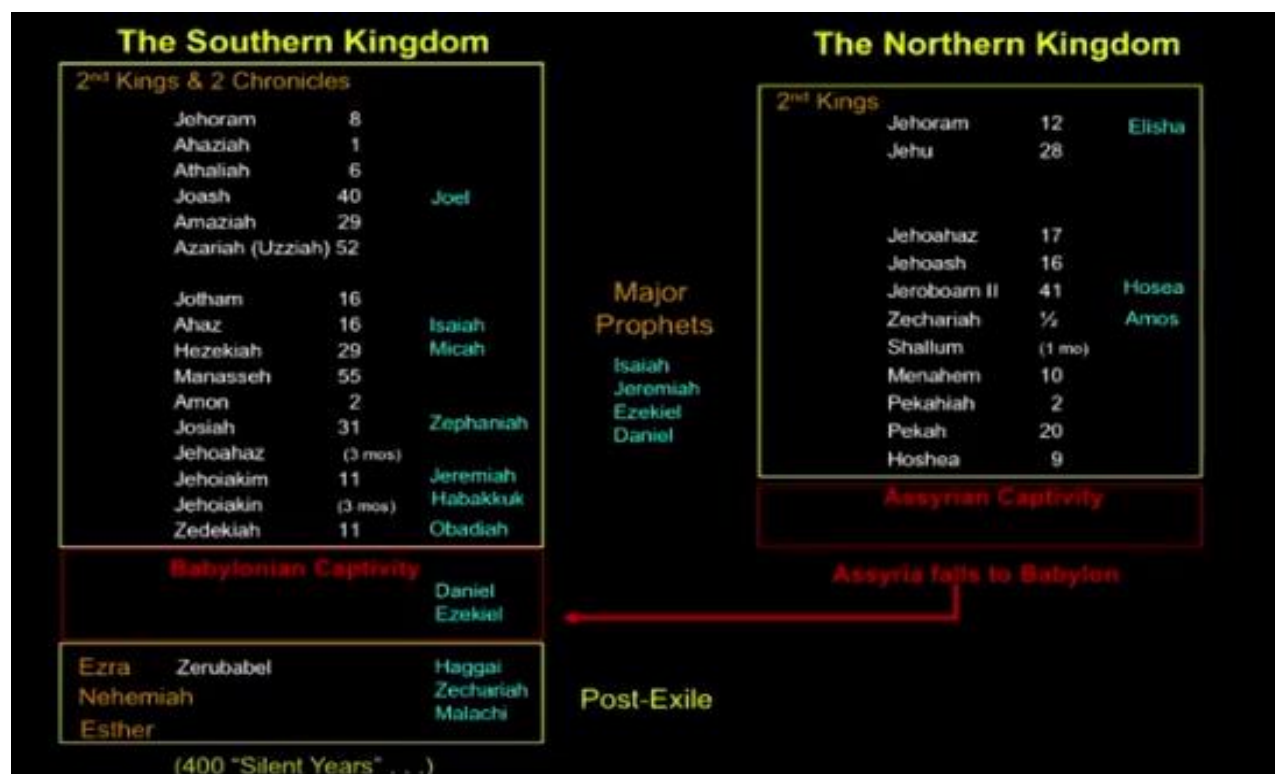 The Southern Kingdom
2nd Kings & 2 Chronicles
Jehoram 8
Ahaziah 1
Athaliah 6
Joash 40 Joel
Amaziah 29
Azariah (Uzziah) 52
Jotham 16
Ahaz 16 Isaiah
Hezekiah 29 Micah
Manasseh 55
Amon 2
Josiah 31 Zephaniah
Jehoahaz (3 mos)
Jehoiakim 11 Jeremiah
Jehoiakin (3 mos) Habakkuk
Zedekiah 11 Obadiah
Babylonian Captivity
Daniel
Ezekiel
Ezra Zerubabel Haggai
Nehemiah Zechariah
Malachi
Esther
(400 "Silent Years" . . .)
Major
Prophets
Isaiah
Jeremiah
Ezekiel
Daniel
Post-Exile
The Northern Kingdom
2nd Kings
Jehoram 12 Elisha
Jehu 28
Jehoahaz 17
Jehoash 16
Jeroboam II 41 Hosea
Zechariah ½ Amos
Shallum (1 mo)
Menahem 10
Pekahiah 2
Pekah 20
Hoshea 9
Assyrian Captivity
Assyria falls to Babylon